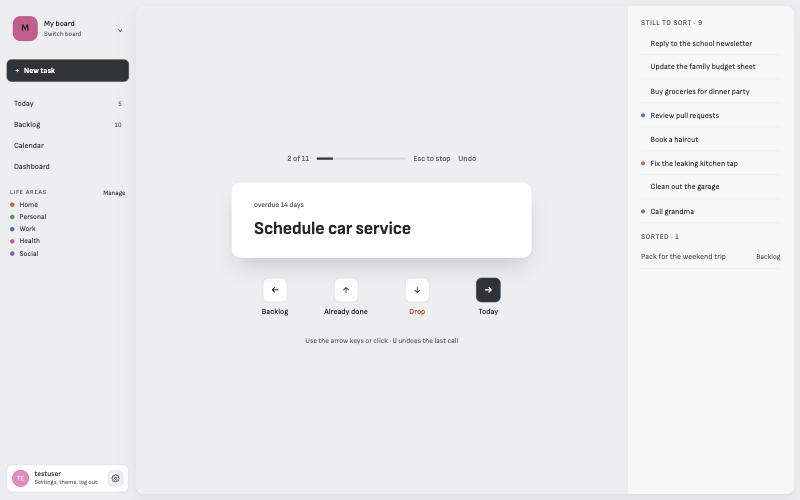 M
My board
Switch board
+ New task
Today 5
Backlog 10
Calendar
Dashboard
LIFE AREAS Manage
Home
Personal
Work
Health
Social
TE
testuser
Settings, theme, log out
2 of 11 Esc to stop Undo
overdue 14 days
Schedule car service
← Backlog
↑ Already done
↓ Drop
→ Today
Use the arrow keys or click · U undoes the last call
STILL TO SORT · 9
Reply to the school newsletter
Update the family budget sheet
Buy groceries for dinner party
Review pull requests
Book a haircut
Fix the leaking kitchen tap
Clean out the garage
Call grandma
SORTED · 1
Pack for the weekend trip Backlog